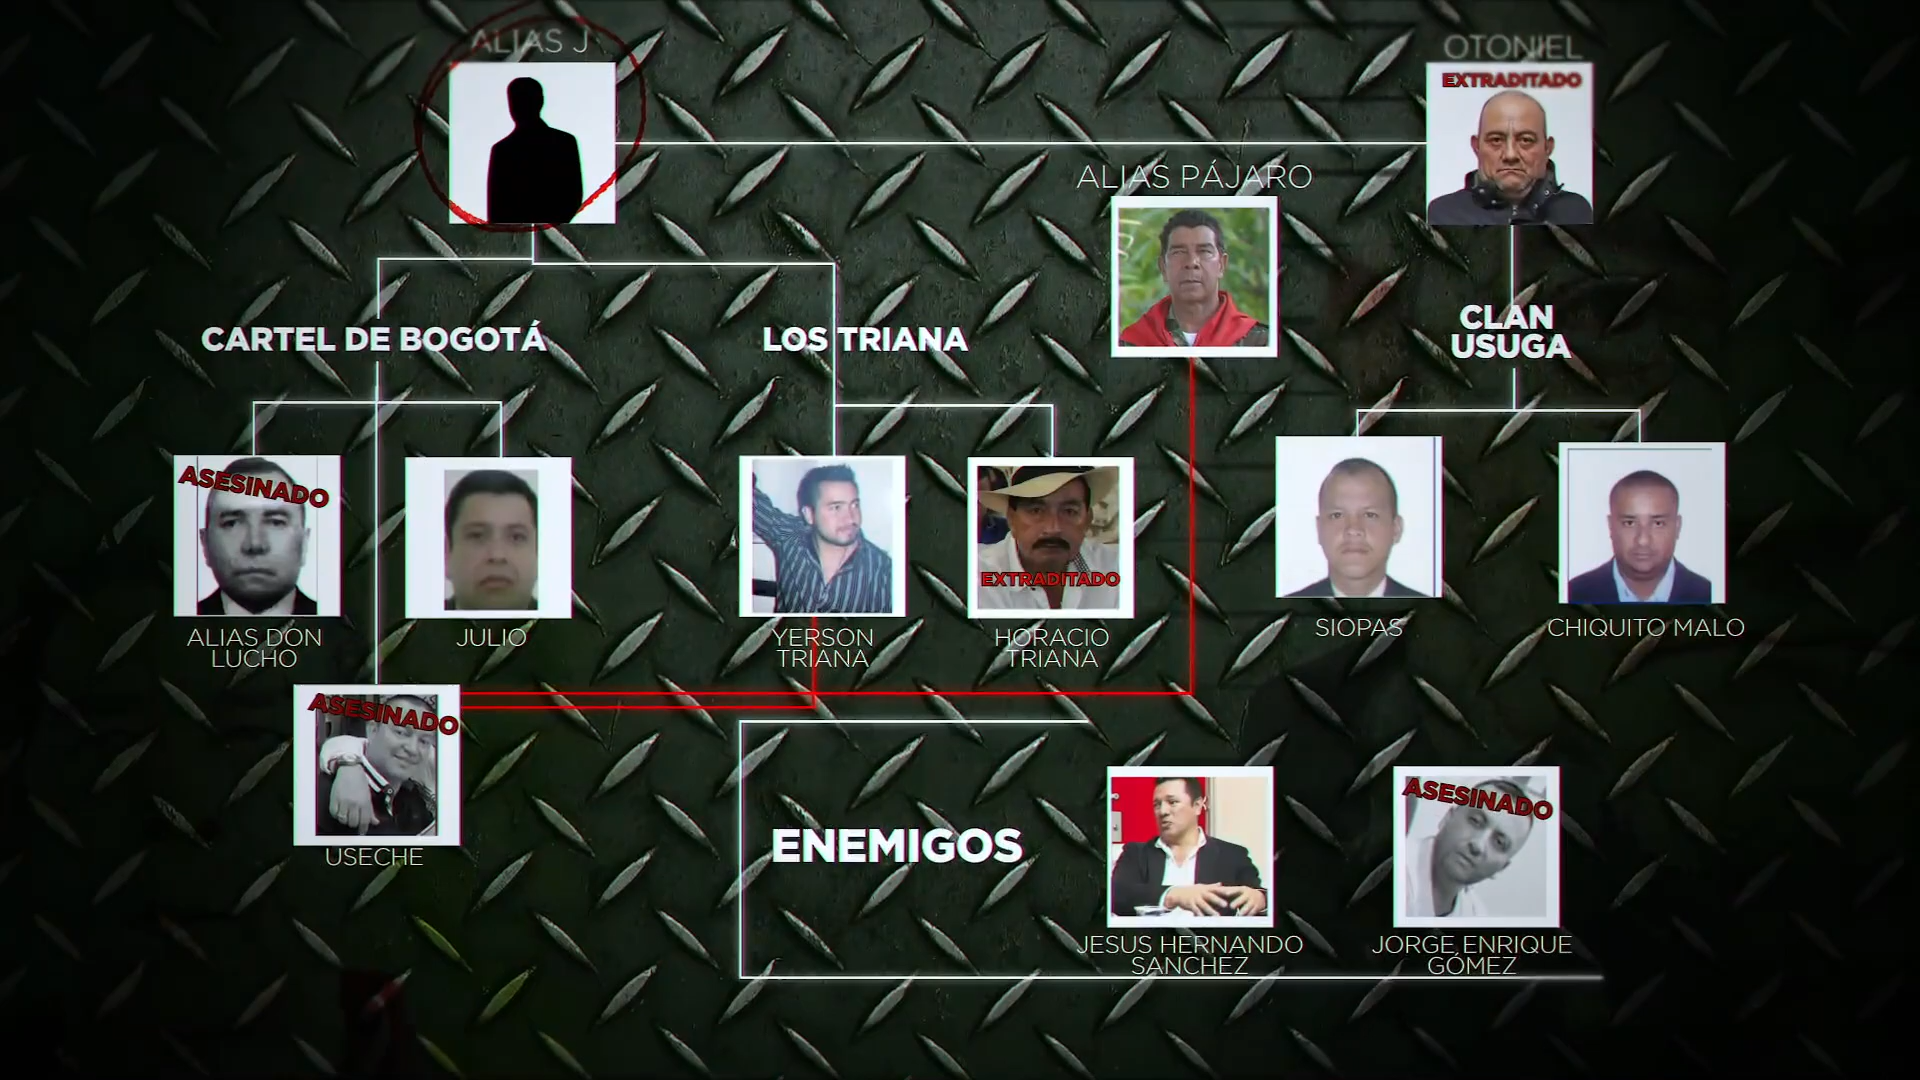 ALIAS J
OTONIEL
EXTRADITADO
ALIAS PÁJARO
CARTEL DE BOGOTÁ
LOS TRIANA
CLAN
USUGA
ASESINADO
ALIAS DON
LUCHO
JULIO
YERSON
TRIANA
EXTRADITADO
HORACIO
TRIANA
SIOPAS
CHIQUITO MALO
ASESINADO
USECHE
ENEMIGOS
JESUS HERNANDO
SANCHEZ
ASESINADO
JORGE ENRIQUE
GÓMEZ